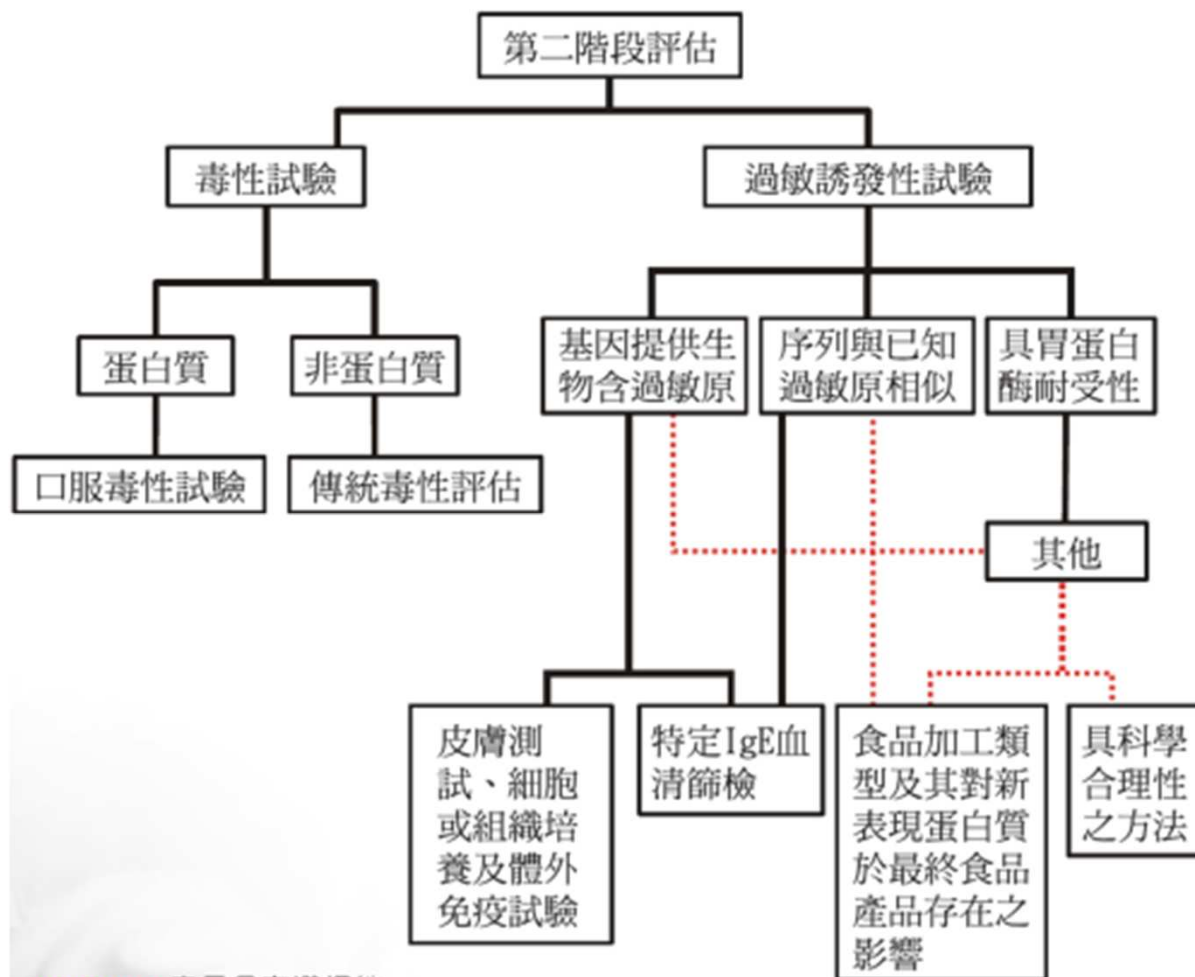 第二階段評估
毒性試驗
過敏誘發性試驗
蛋白質
非蛋白質
基因提供生
物含過敏原
序列與已知
過敏原相似
具胃蛋白
酶耐受性
口服毒性試驗
傳統毒性評估
其他
皮膚測
試、細胞
或組織培
養及體外
免疫試驗
特定IgE血
清篩檢
食品加工類
型及其對新
表現蛋白質
於最終食品
產品存在之
影響
具科學
合理性
之方法